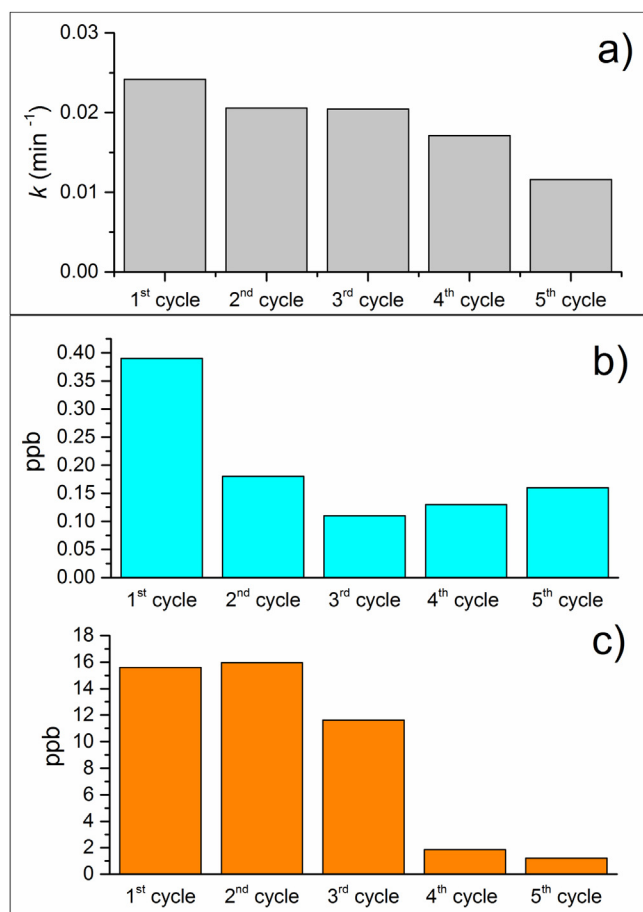 a)
k (min ⁻¹)
0.03
0.02
0.01
0.00
1ˢᵗ cycle 2ⁿᵈ cycle 3ʳᵈ cycle 4ᵗʰ cycle 5ᵗʰ cycle
b)
ppb
0.40
0.35
0.30
0.25
0.20
0.15
0.10
0.05
0.00
1ˢᵗ cycle 2ⁿᵈ cycle 3ʳᵈ cycle 4ᵗʰ cycle 5ᵗʰ cycle
c)
ppb
18
16
14
12
10
8
6
4
2
0
1ˢᵗ cycle 2ⁿᵈ cycle 3ʳᵈ cycle 4ᵗʰ cycle 5ᵗʰ cycle